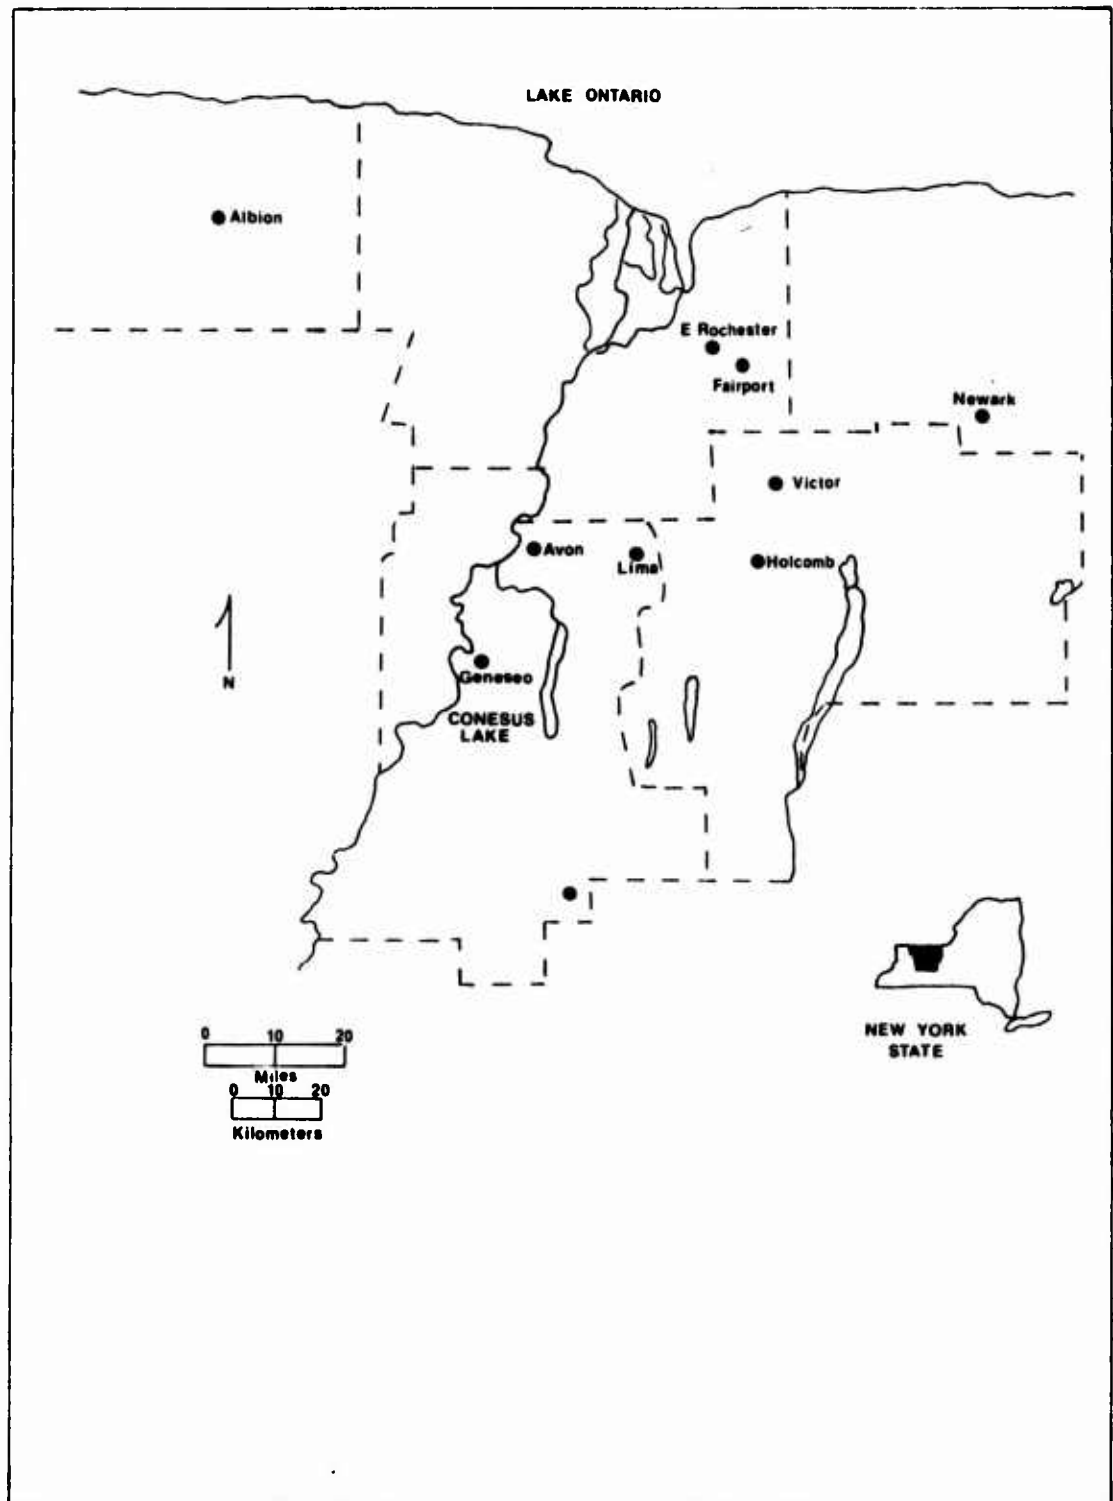 LAKE ONTARIO
Albion
E Rochester
Fairport
Newark
Victor
Avon
Lima
Holcomb
Geneseo
N
CONESUS
LAKE
NEW YORK
STATE
0 10 20
Miles
0 10 20
Kilometers